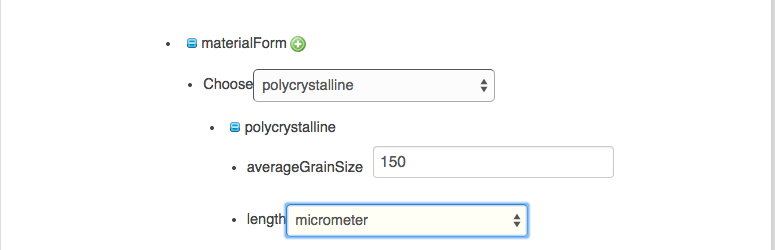 materialForm
Choose polycrystalline
polycrystalline
averageGrainSize 150
length micrometer